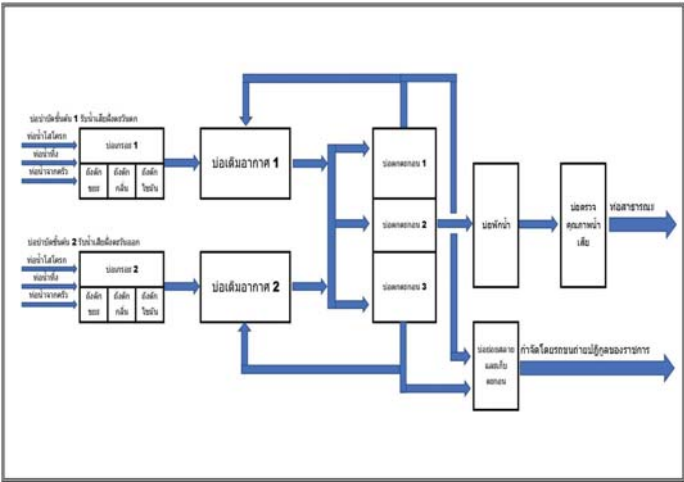 บ่อบำบัดขั้นต้น 1 รับน้ำเสียฝั่งตะวันตก
ท่อน้ำโสโครก
ท่อน้ำทิ้ง
ท่อน้ำจากครัว
บ่อเกรอะ 1
ถังดัก
ขยะ
ถังดัก
กลิ่น
ถังดัก
ไขมัน
บ่อเติมอากาศ 1
บ่อตกตะกอน 1
บ่อตกตะกอน 2
บ่อตกตะกอน 3
บ่อพักน้ำ
บ่อตรวจ
คุณภาพน้ำ
เสีย
ท่อสาธารณะ
บ่อบำบัดขั้นต้น 2 รับน้ำเสียฝั่งตะวันออก
ท่อน้ำโสโครก
ท่อน้ำทิ้ง
ท่อน้ำจากครัว
บ่อเกรอะ 2
ถังดัก
ขยะ
ถังดัก
กลิ่น
ถังดัก
ไขมัน
บ่อเติมอากาศ 2
บ่อย่อยสลาย
และเก็บ
ตะกอน
กำจัดโดยรถขนถ่ายปฏิกูลของราชการ